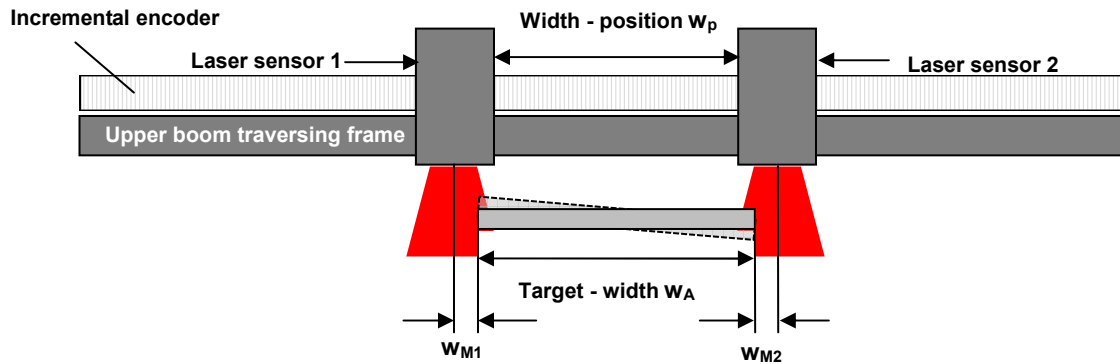 Incremental encoder
Width - position wp
Laser sensor 1
Laser sensor 2
Upper boom traversing frame
Target - width wA
wM1
wM2